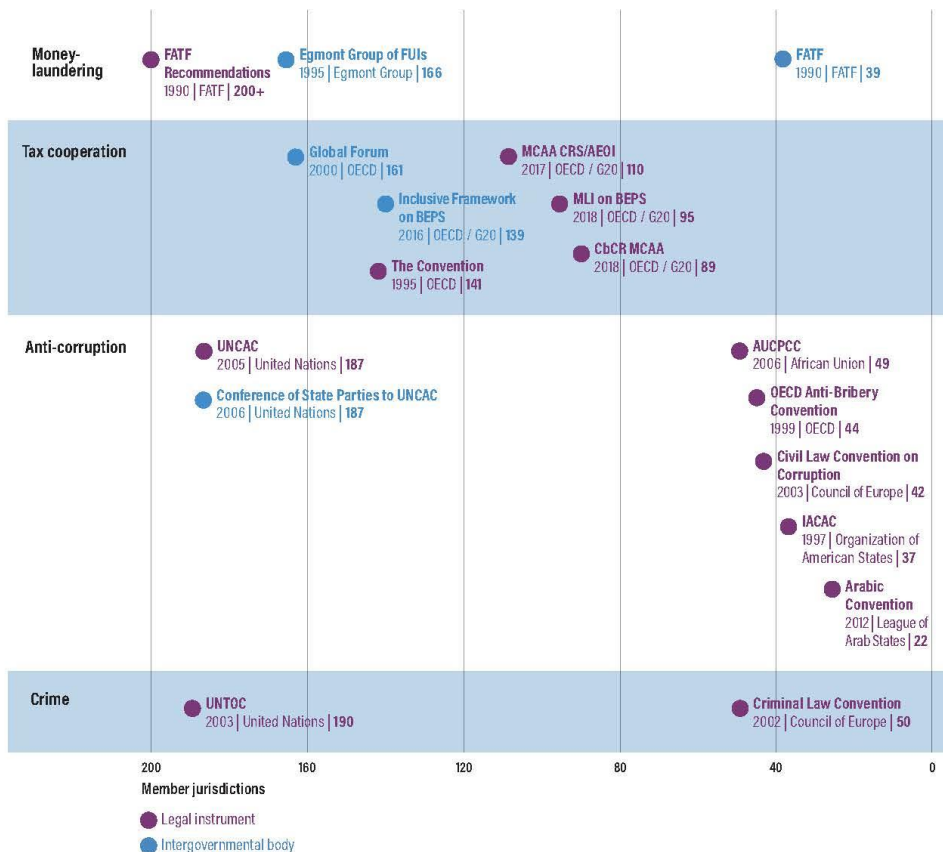 Money-
laundering
FATF
Recommendations
1990 | FATF | 200+
Egmont Group of FUIs
1995 | Egmont Group | 166
FATF
1990 | FATF | 39
Tax cooperation
Global Forum
2000 | OECD | 161
MCAA CRS/AEOI
2017 | OECD / G20 | 110
Inclusive Framework
on BEPS
2016 | OECD / G20 | 139
MLI on BEPS
2018 | OECD / G20 | 95
CbCR MCAA
2018 | OECD / G20 | 89
The Convention
1995 | OECD | 141
Anti-corruption
UNCAC
2005 | United Nations | 187
AUCPCC
2006 | African Union | 49
Conference of State Parties to UNCAC
2006 | United Nations | 187
OECD Anti-Bribery
Convention
1999 | OECD | 44
Civil Law Convention on
Corruption
2003 | Council of Europe | 42
IACAC
1997 | Organization of
American States | 37
Arabic
Convention
2012 | League of
Arab States | 22
Crime
UNTOC
2003 | United Nations | 190
Criminal Law Convention
2002 | Council of Europe | 50
200 160 120 80 40 0
Member jurisdictions
Legal instrument
Intergovernmental body